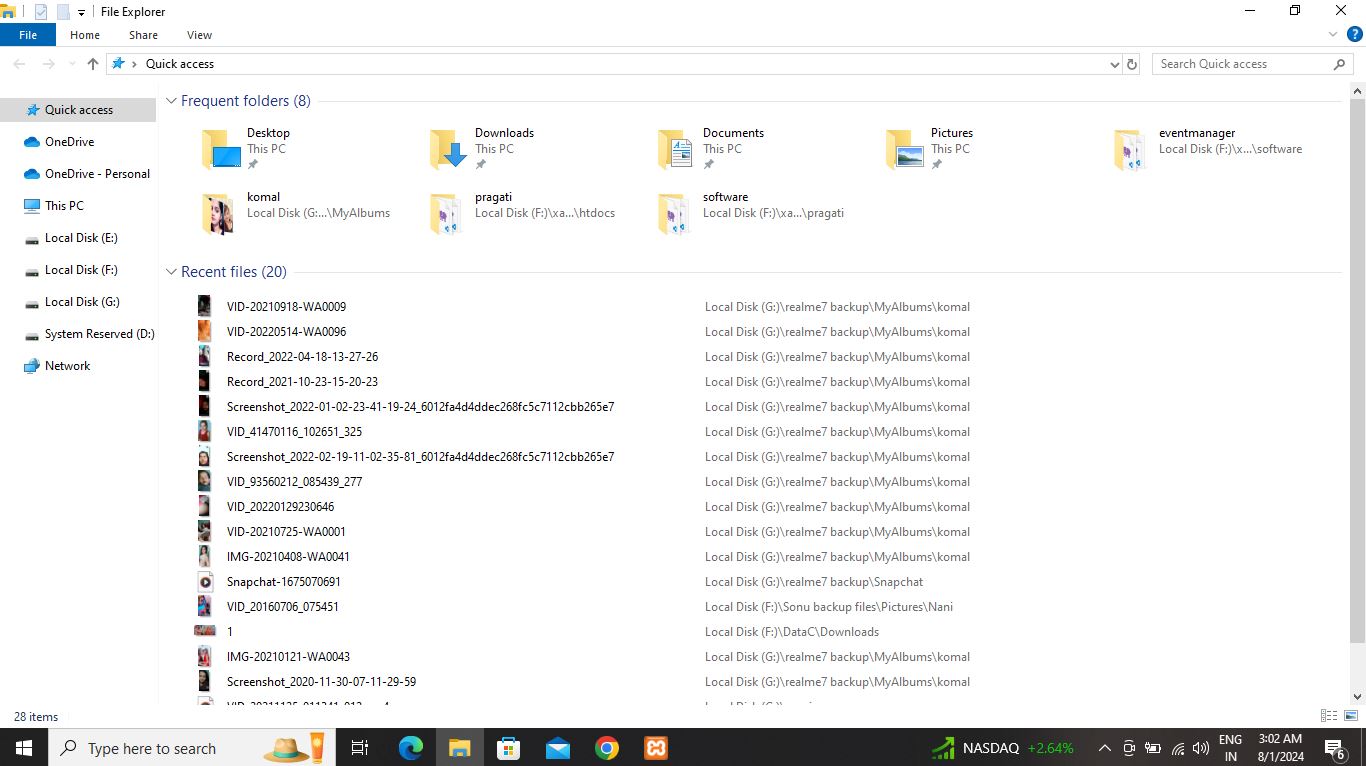 File Explorer
File Home Share View
Quick access
Search Quick access
Quick access
OneDrive
OneDrive - Personal
This PC
Local Disk (E:)
Local Disk (F:)
Local Disk (G:)
System Reserved (D:)
Network
Frequent folders (8)
Desktop
This PC
Downloads
This PC
Documents
This PC
Pictures
This PC
eventmanager
Local Disk (F:)\x...\software
komal
Local Disk (G:...\MyAlbums
pragati
Local Disk (F:)\xa...\htdocs
software
Local Disk (F:)\xa...\pragati
Recent files (20)
VID-20210918-WA0009 Local Disk (G:)\realme7 backup\MyAlbums\komal
VID-20220514-WA0096 Local Disk (G:)\realme7 backup\MyAlbums\komal
Record_2022-04-18-13-27-26 Local Disk (G:)\realme7 backup\MyAlbums\komal
Record_2021-10-23-15-20-23 Local Disk (G:)\realme7 backup\MyAlbums\komal
Screenshot_2022-01-02-23-41-19-24_6012fa4d4ddec268fc5c7112cbb265e7 Local Disk (G:)\realme7 backup\MyAlbums\komal
VID_41470116_102651_325 Local Disk (G:)\realme7 backup\MyAlbums\komal
Screenshot_2022-02-19-11-02-35-81_6012fa4d4ddec268fc5c7112cbb265e7 Local Disk (G:)\realme7 backup\MyAlbums\komal
VID_93560212_085439_277 Local Disk (G:)\realme7 backup\MyAlbums\komal
VID_20220129230646 Local Disk (G:)\realme7 backup\MyAlbums\komal
VID-20210725-WA0001 Local Disk (G:)\realme7 backup\MyAlbums\komal
IMG-20210408-WA0041 Local Disk (G:)\realme7 backup\MyAlbums\komal
Snapchat-1675070691 Local Disk (G:)\realme7 backup\Snapchat
VID_20160706_075451 Local Disk (F:)\Sonu backup files\Pictures\Nani
1 Local Disk (F:)\DataC\Downloads
IMG-20210121-WA0043 Local Disk (G:)\realme7 backup\MyAlbums\komal
Screenshot_2020-11-30-07-11-29-59 Local Disk (G:)\realme7 backup\MyAlbums\komal
28 items
Type here to search
NASDAQ +2.64%
ENG
IN
3:02 AM
8/1/2024
6